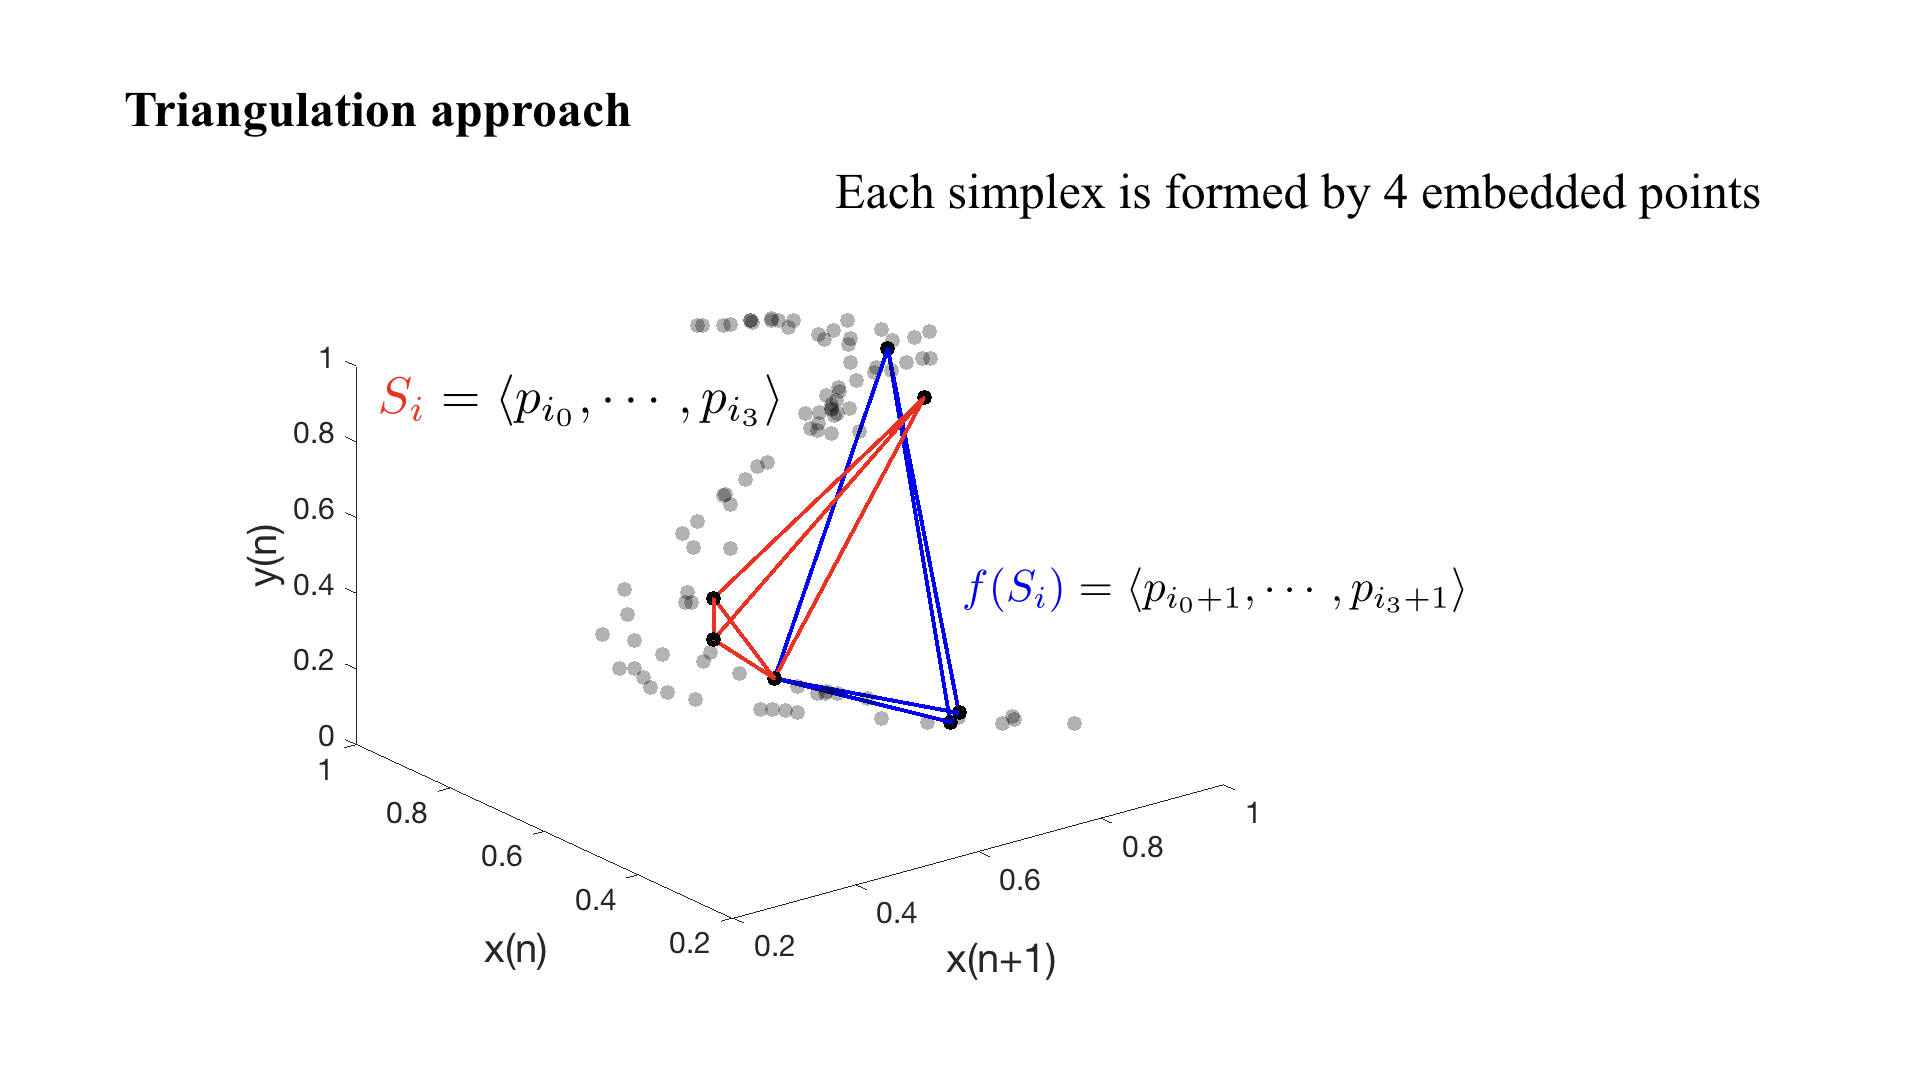 Triangulation approach
Each simplex is formed by 4 embedded points
S_i = ⟨p_{i_0}, ⋯ , p_{i_3}⟩
f(S_i) = ⟨p_{i_0+1}, ⋯ , p_{i_3+1}⟩
y(n)
1
0.8
0.6
0.4
0.2
0
1
0.8
0.6
0.4
0.2
x(n)
0.2
0.4
0.6
0.8
1
x(n+1)